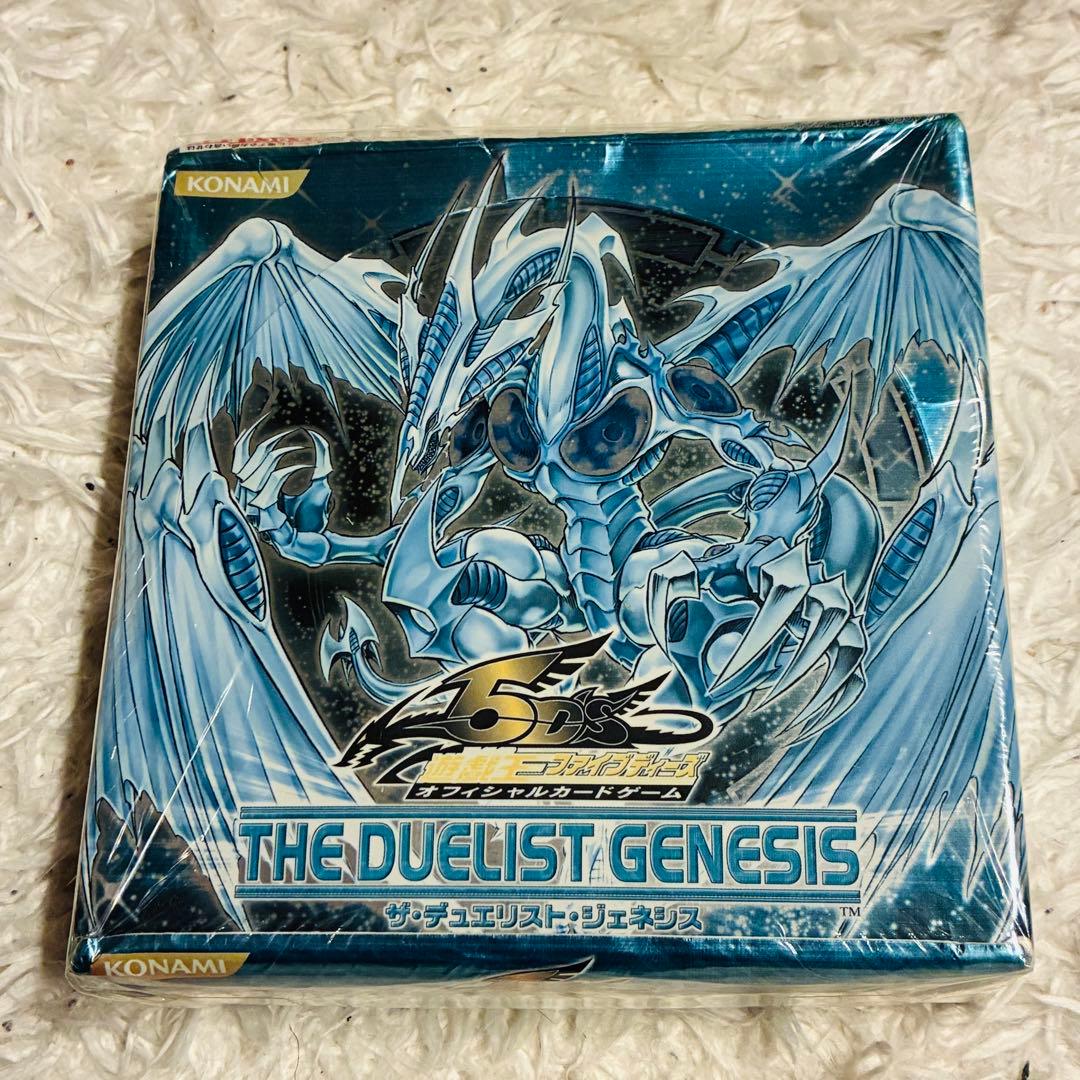 KONAMI
5D's
遊戯王ファイブディーズ
オフィシャルカードゲーム
THE DUELIST GENESIS
ザ・デュエリスト・ジェネシス
TM
KONAMI